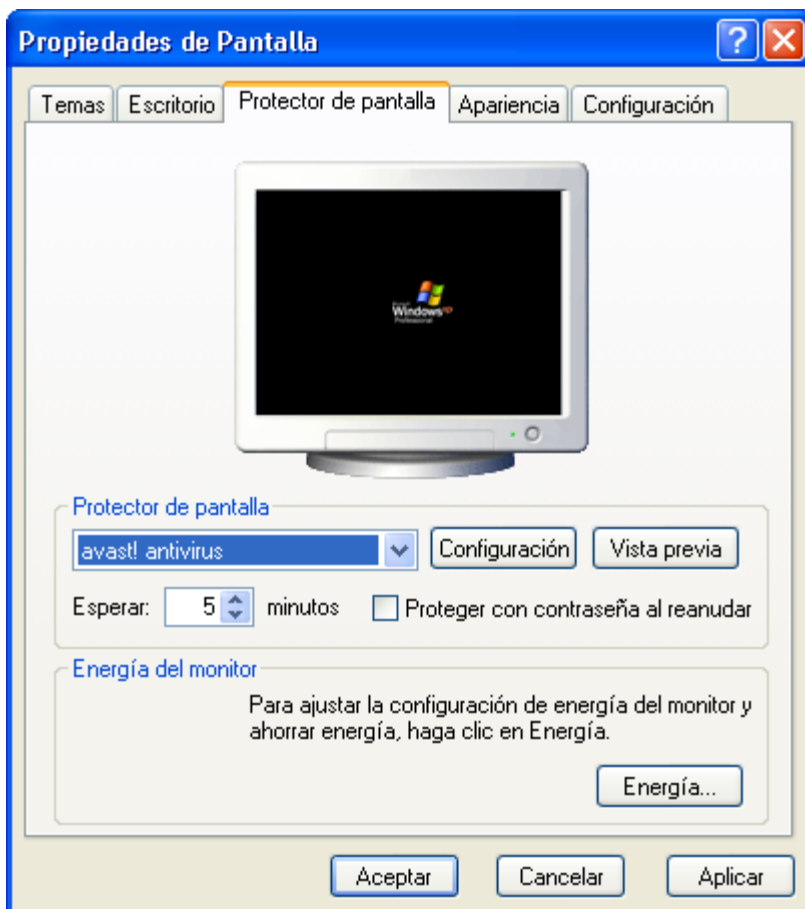 Propiedades de Pantalla
Temas Escritorio Protector de pantalla Apariencia Configuración
Windows xp
Professional
Protector de pantalla
avast! antivirus Configuración Vista previa
Esperar: 5 minutos Proteger con contraseña al reanudar
Energía del monitor
Para ajustar la configuración de energía del monitor y
ahorrar energía, haga clic en Energía.
Energía...
Aceptar Cancelar Aplicar